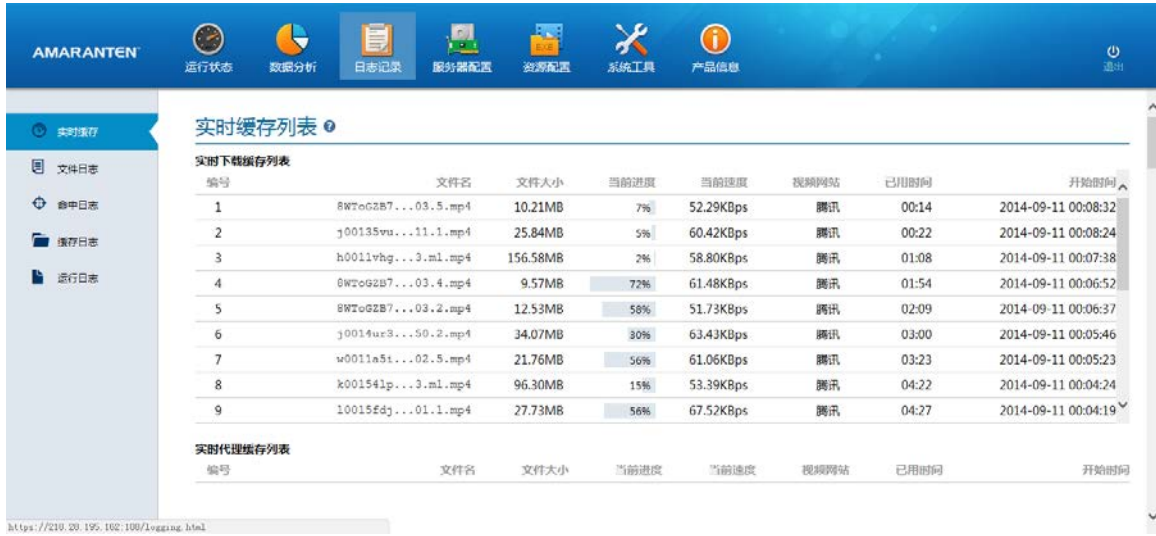 AMARANTEN
运行状态 数据分析 日志记录 服务器配置 资源配置 系统工具 产品信息 退出
实时缓存
文件日志
命中日志
缓存日志
运行日志
实时缓存列表
实时下载缓存列表
编号 文件名 文件大小 当前进度 当前速度 视频网站 已用时间 开始时间
1 8WToGZB7...03.5.mp4 10.21MB 7% 52.29KBps 腾讯 00:14 2014-09-11 00:08:32
2 j00135vu...11.1.mp4 25.84MB 5% 60.42KBps 腾讯 00:22 2014-09-11 00:08:24
3 h0011vhg...3.m1.mp4 156.58MB 2% 58.80KBps 腾讯 01:08 2014-09-11 00:07:38
4 8WToGZB7...03.4.mp4 9.57MB 72% 61.48KBps 腾讯 01:54 2014-09-11 00:06:52
5 8WToGZB7...03.2.mp4 12.53MB 58% 51.73KBps 腾讯 02:09 2014-09-11 00:06:37
6 j0014ur3...S0.2.mp4 34.07MB 30% 63.43KBps 腾讯 03:00 2014-09-11 00:05:46
7 w0011a5i...02.5.mp4 21.76MB 56% 61.06KBps 腾讯 03:23 2014-09-11 00:05:23
8 k00154lp...3.m1.mp4 96.30MB 15% 53.39KBps 腾讯 04:22 2014-09-11 00:04:24
9 l0015fdj...01.1.mp4 27.73MB 56% 67.52KBps 腾讯 04:27 2014-09-11 00:04:19
实时代理缓存列表
编号 文件名 文件大小 当前进度 当前速度 视频网站 已用时间 开始时间
https://210.20.195.162:100/logging.html